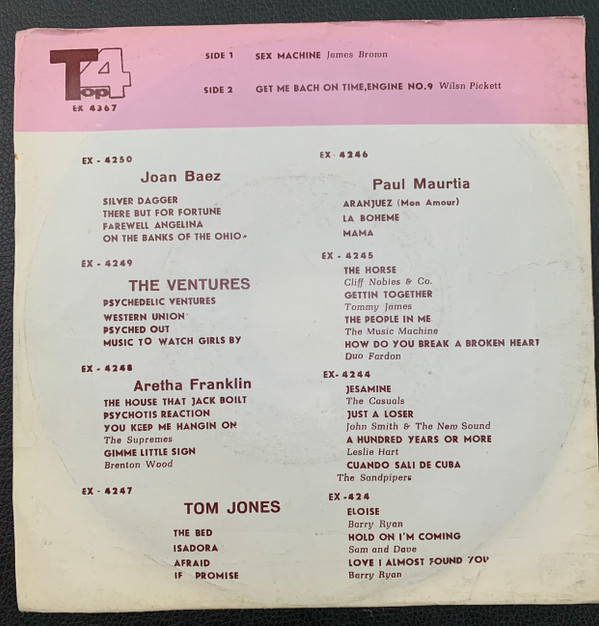 Top 4
EX 4367
SIDE 1 SEX MACHINE James Brown
SIDE 2 GET ME BACH ON TIME,ENGINE NO.9 Wilsn Pickett
EX - 4250
Joan Baez
SILVER DAGGER
THERE BUT FOR FORTUNE
FAREWELL ANGELINA
ON THE BANKS OF THE OHIO
EX - 4249
THE VENTURES
PSYCHEDELIC VENTURES
WESTERN UNION
PSYCHED OUT
MUSIC TO WATCH GIRLS BY
EX - 4248
Aretha Franklin
THE HOUSE THAT JACK BOILT
PSYCHOTIS REACTION
YOU KEEP ME HANGIN ON
The Supremes
GIMME LITTLE SIGN
Brenton Wood
EX - 4247
TOM JONES
THE BED
ISADORA
AFRAID
IF PROMISE
EX - 4246
Paul Maurtia
ARANJUEZ (Mon Amour)
LA BOHEME
MAMA
EX - 4245
THE HORSE
Cliff Nobles & Co.
GETTIN TOGETHER
Tommy James
THE PEOPLE IN ME
The Music Machine
HOW DO YOU BREAK A BROKEN HEART
Duo Fardon
EX- 4244
JESAMINE
The Casuals
JUST A LOSER
John Smith & The New Sound
A HUNDRED YEARS OR MORE
Leslie Hart
CUANDO SALI DE CUBA
The Sandpipers
EX -424
ELOISE
Barry Ryan
HOLD ON I'M COMING
Sam and Dave
LOVE I ALMOST FOUND YOU
Barry Ryan